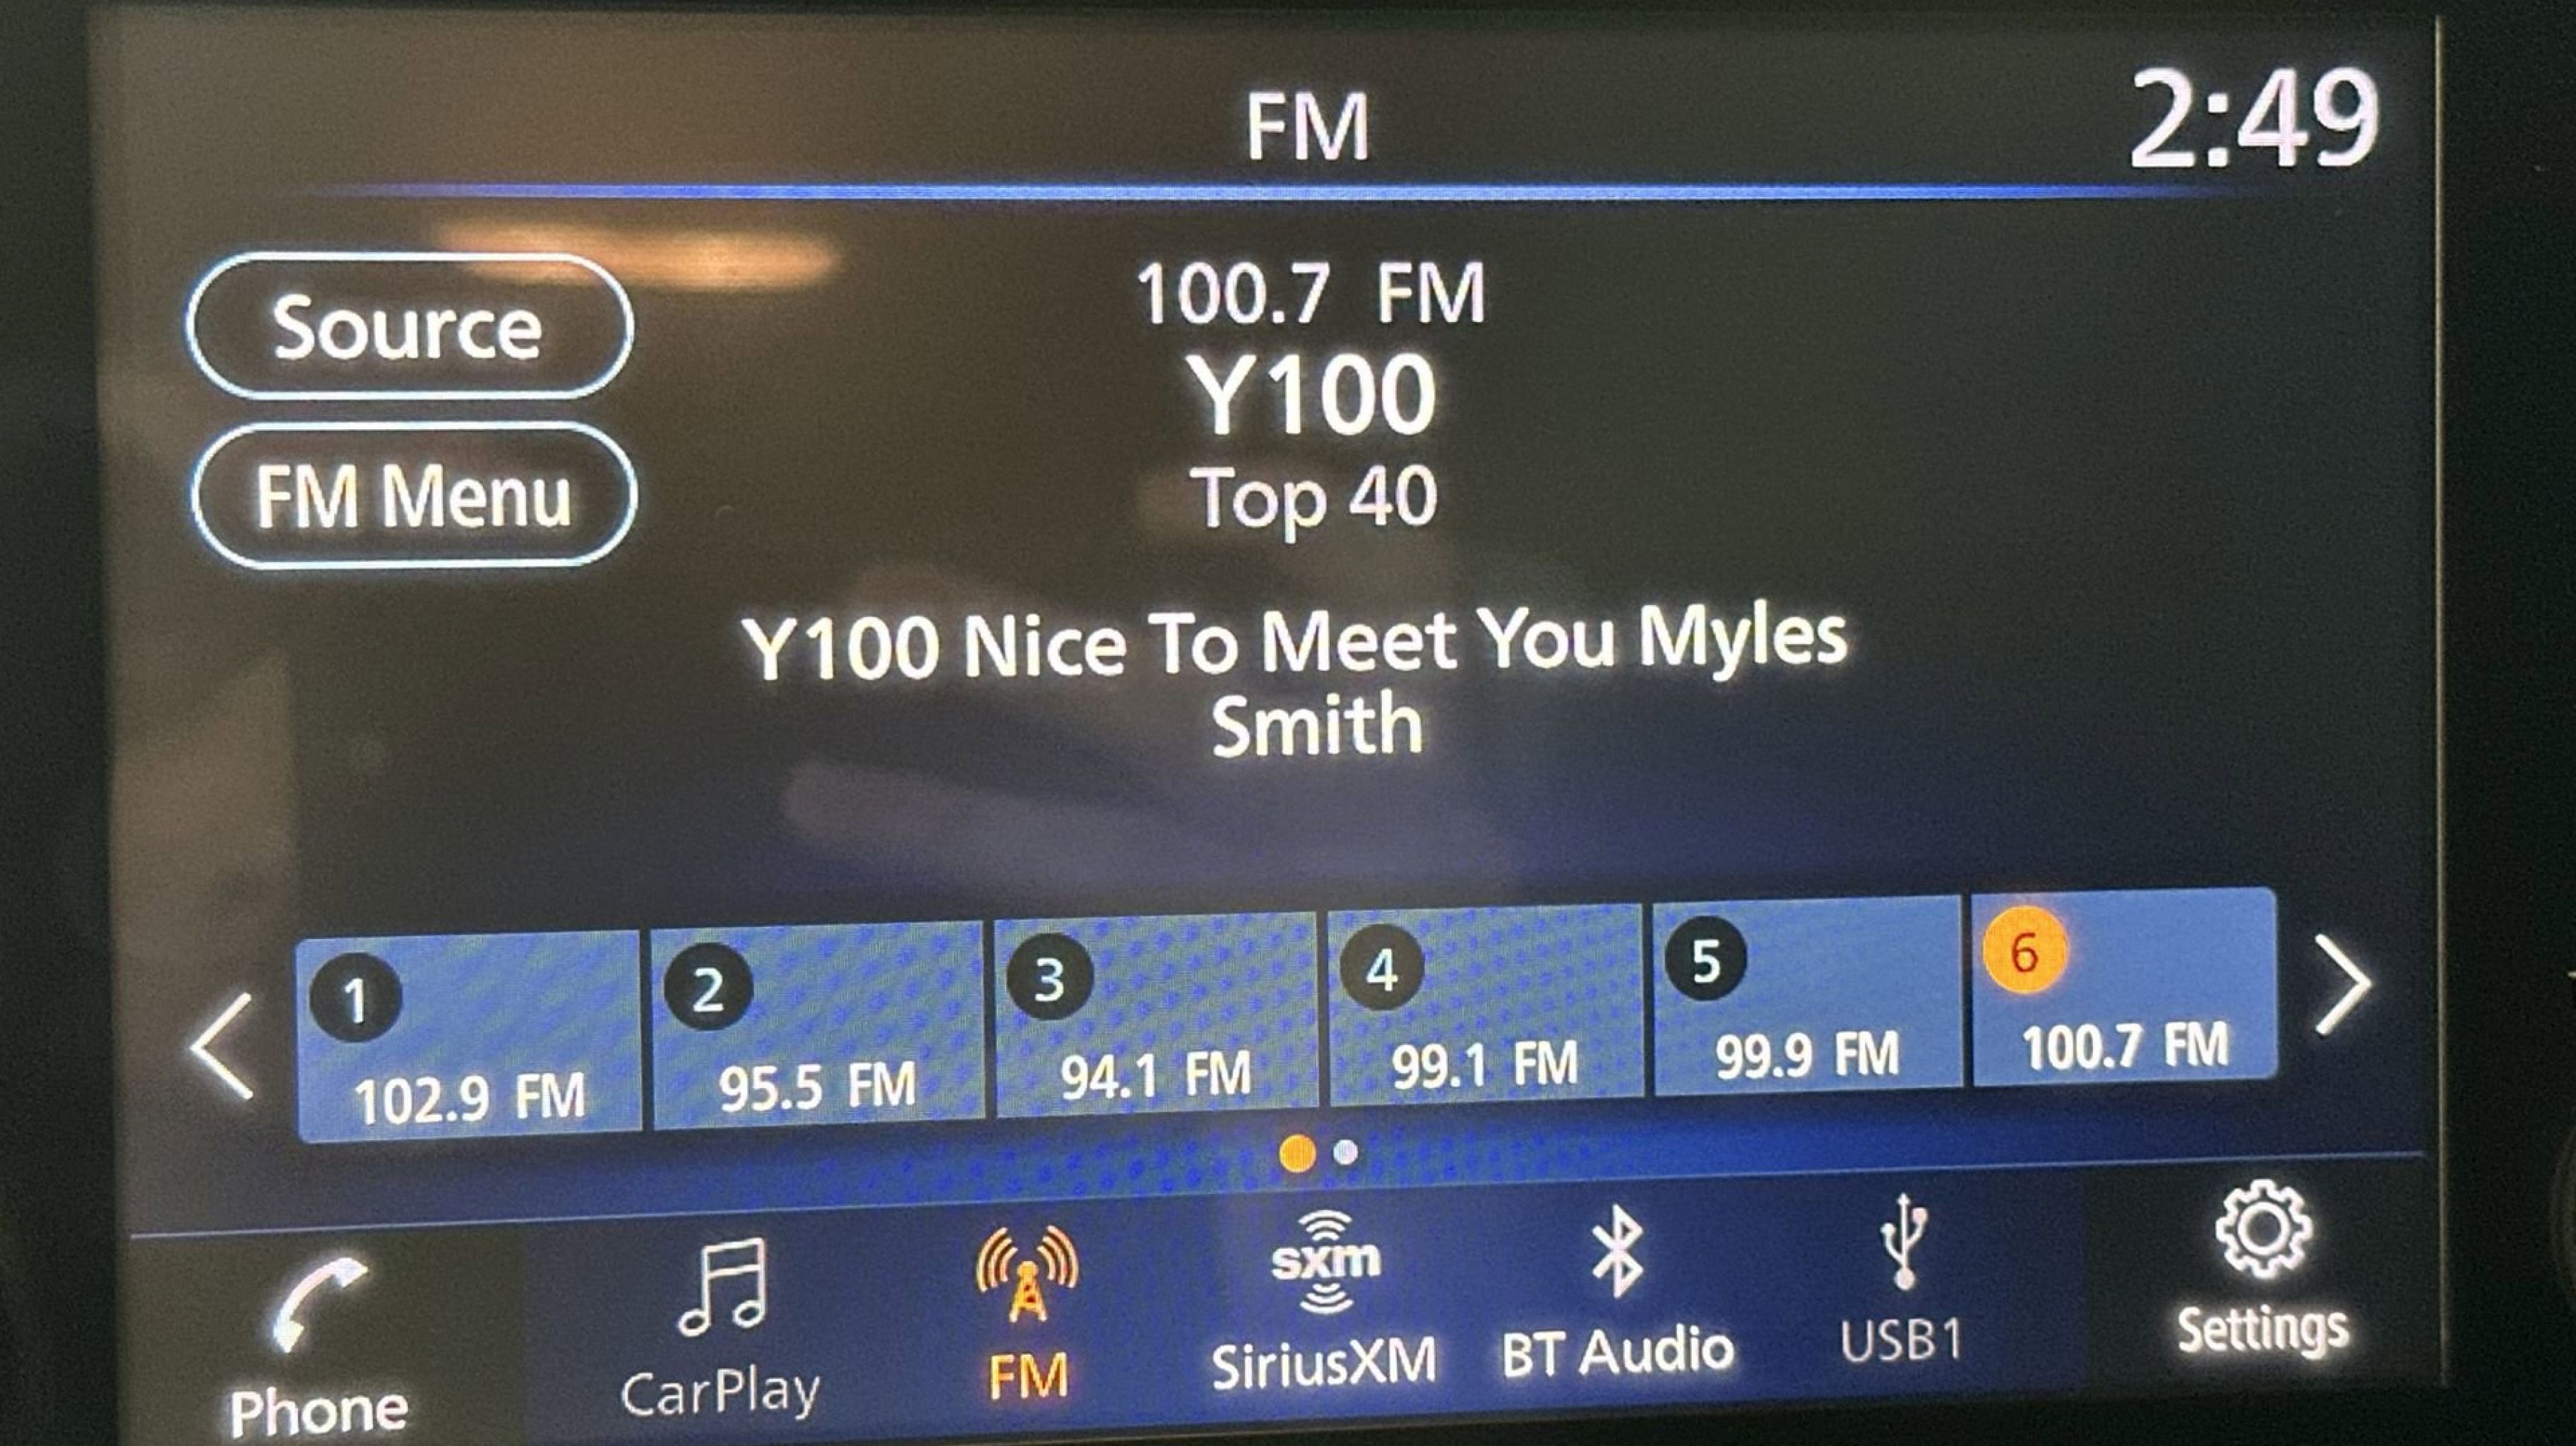 FM
2:49
Source
FM Menu
100.7 FM
Y100
Top 40
Y100 Nice To Meet You Myles
Smith
1
2
3
4
5
6
102.9 FM
95.5 FM
94.1 FM
99.1 FM
99.9 FM
100.7 FM
sxm
Phone
CarPlay
FM
SiriusXM
BT Audio
USB1
Settings